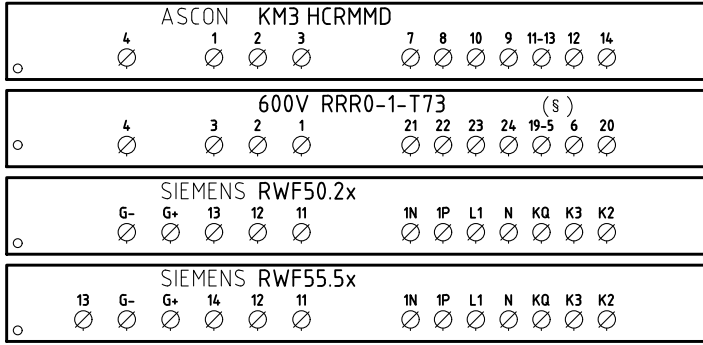 ASCON KM3 HCRMMD
4 1 2 3 7 8 10 9 11-13 12 14
600V RRR0-1-T73 (§)
4 3 2 1 21 22 23 24 19-5 6 20
SIEMENS RWF50.2x
G- G+ 13 12 11 1N 1P L1 N KQ K3 K2
SIEMENS RWF55.5x
13 G- G+ 14 12 11 1N 1P L1 N KQ K3 K2